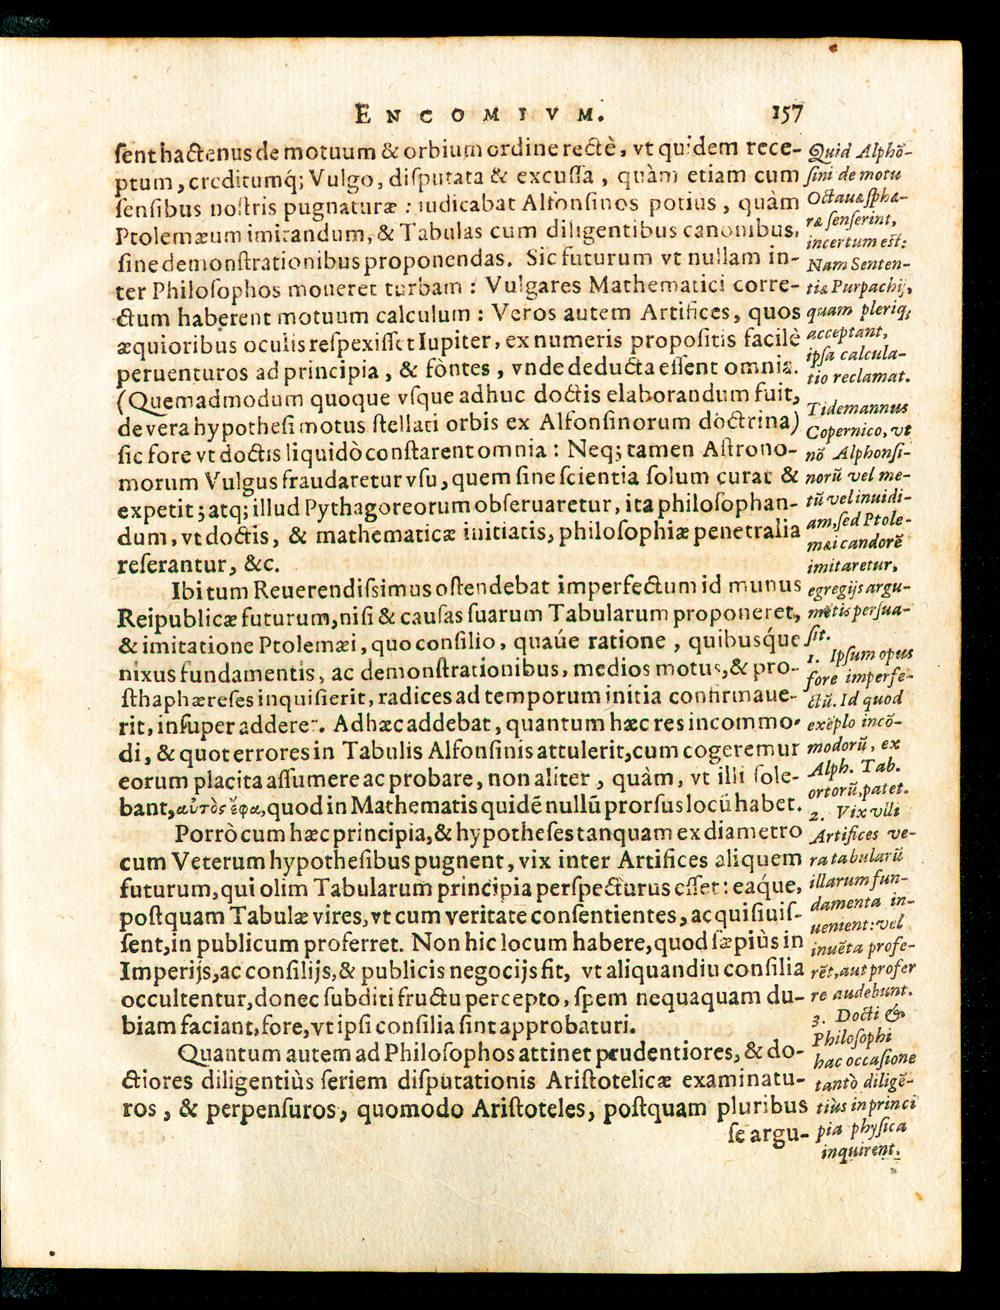 ENCOMIVM. 157
ſent hactenus de motuum & orbium ordine rectè, vt quidem rece-
ptum, creditumq́; Vulgo, diſputata & excuſſa, quàm etiam cum
ſenſibus noſtris pugnaturæ: iudicabat Alfonſinos potius, quàm
Ptolemæum imitandum, & Tabulas cum diligentibus canonibus,
ſine demonſtrationibus proponendas. Sic futurum vt nullam in-
ter Philoſophos moueret turbam: Vulgares Mathematici corre-
ctum haberent motuum calculum: Veros autem Artifices, quos
æquioribus oculis reſpexiſſet Iupiter, ex numeris propoſitis facilè
peruenturos ad principia, & fòntes, vnde deducta eſſent omnia.
(Quemadmodum quoque vſque adhuc doctis elaborandum fuit,
de vera hypotheſi motus ſtellati orbis ex Alfonſinorum doctrina)
ſic fore vt doctis liquidò conſtarent omnia: Neq; tamen Aſtrono-
morum Vulgus fraudaretur vſu, quem ſine ſcientia ſolum curat &
expetit; atq; illud Pythagoreorum obſeruaretur, ita philoſophan-
dum, vt doctis, & mathematicæ initiatis, philoſophiæ penetralia
referantur, &c.
Ibi tum Reuerendiſsimus oſtendebat imperfectum id munus
Reipublicæ futurum, niſi & cauſas ſuarum Tabularum proponeret,
& imitatione Ptolemæi, quo conſilio, quaúe ratione, quibusq́ue
nixus fundamentis, ac demonſtrationibus, medios motus, & pro-
ſthaphæreſes inquiſierit, radices ad temporum initia confirmaue-
rit, inſuper adderet. Ad hæc addebat, quantum hæc res incommo-
di, & quot errores in Tabulis Alfonſinis attulerit, cum cogeremur
eorum placita aſſumere ac probare, non aliter, quàm, vt illi ſole-
bant, αὐτὸς ἔφα, quod in Mathematis quidē nullū prorſus locū habet.
Porrò cum hæc principia, & hypotheſes tanquam ex diametro
cum Veterum hypotheſibus pugnent, vix inter Artifices aliquem
futurum, qui olim Tabularum principia perſpecturus eſſet: eaq́ue,
poſtquam Tabulæ vires, vt cum veritate conſentientes, acquiſiuiſ-
ſent, in publicum proferret. Non hic locum habere, quod ſæpiùs in
Imperijs, ac conſilijs, & publicis negocijs fit, vt aliquandiu conſilia
occultentur, donec ſubditi fructu percepto, ſpem nequaquam du-
biam faciant, fore, vt ipſi conſilia ſint approbaturi.
Quantum autem ad Philoſophos attinet prudentiores, & do-
ctiores diligentiùs ſeriem diſputationis Ariſtotelicæ examinatu-
ros, & perpenſuros, quomodo Ariſtoteles, poſtquam pluribus
ſe argu-
Quid Alphō-
ſini de motu
Octauæ ſphæ-
ræ ſenſerint,
incertum eſt:
Nam Senten-
tia Purpachij,
quam pleriq;
acceptant,
ipſa calcula-
tio reclamat.
Tidemannus
Copernico, vt
nō Alphonſi-
norū vel me-
tū vel inuidi-
am, ſed Ptole-
mæi candorē
imitaretur,
egregijs argu-
mētis perſua-
ſit.
1. Ipſum opus
fore imperfe-
ctū. Id quod
exēplo incō-
modorū, ex
Alph. Tab.
ortorū, patet.
2. Vix vlli
Artifices ve-
ra tabularū
illarum fun-
damenta in-
uenient: vel
inuēta profe-
rēt, aut profer
re audebunt.
3. Docti &
Philoſophi
hac occaſione
tantò diligē-
tiùs in princi
pia phyſica
inquirent.